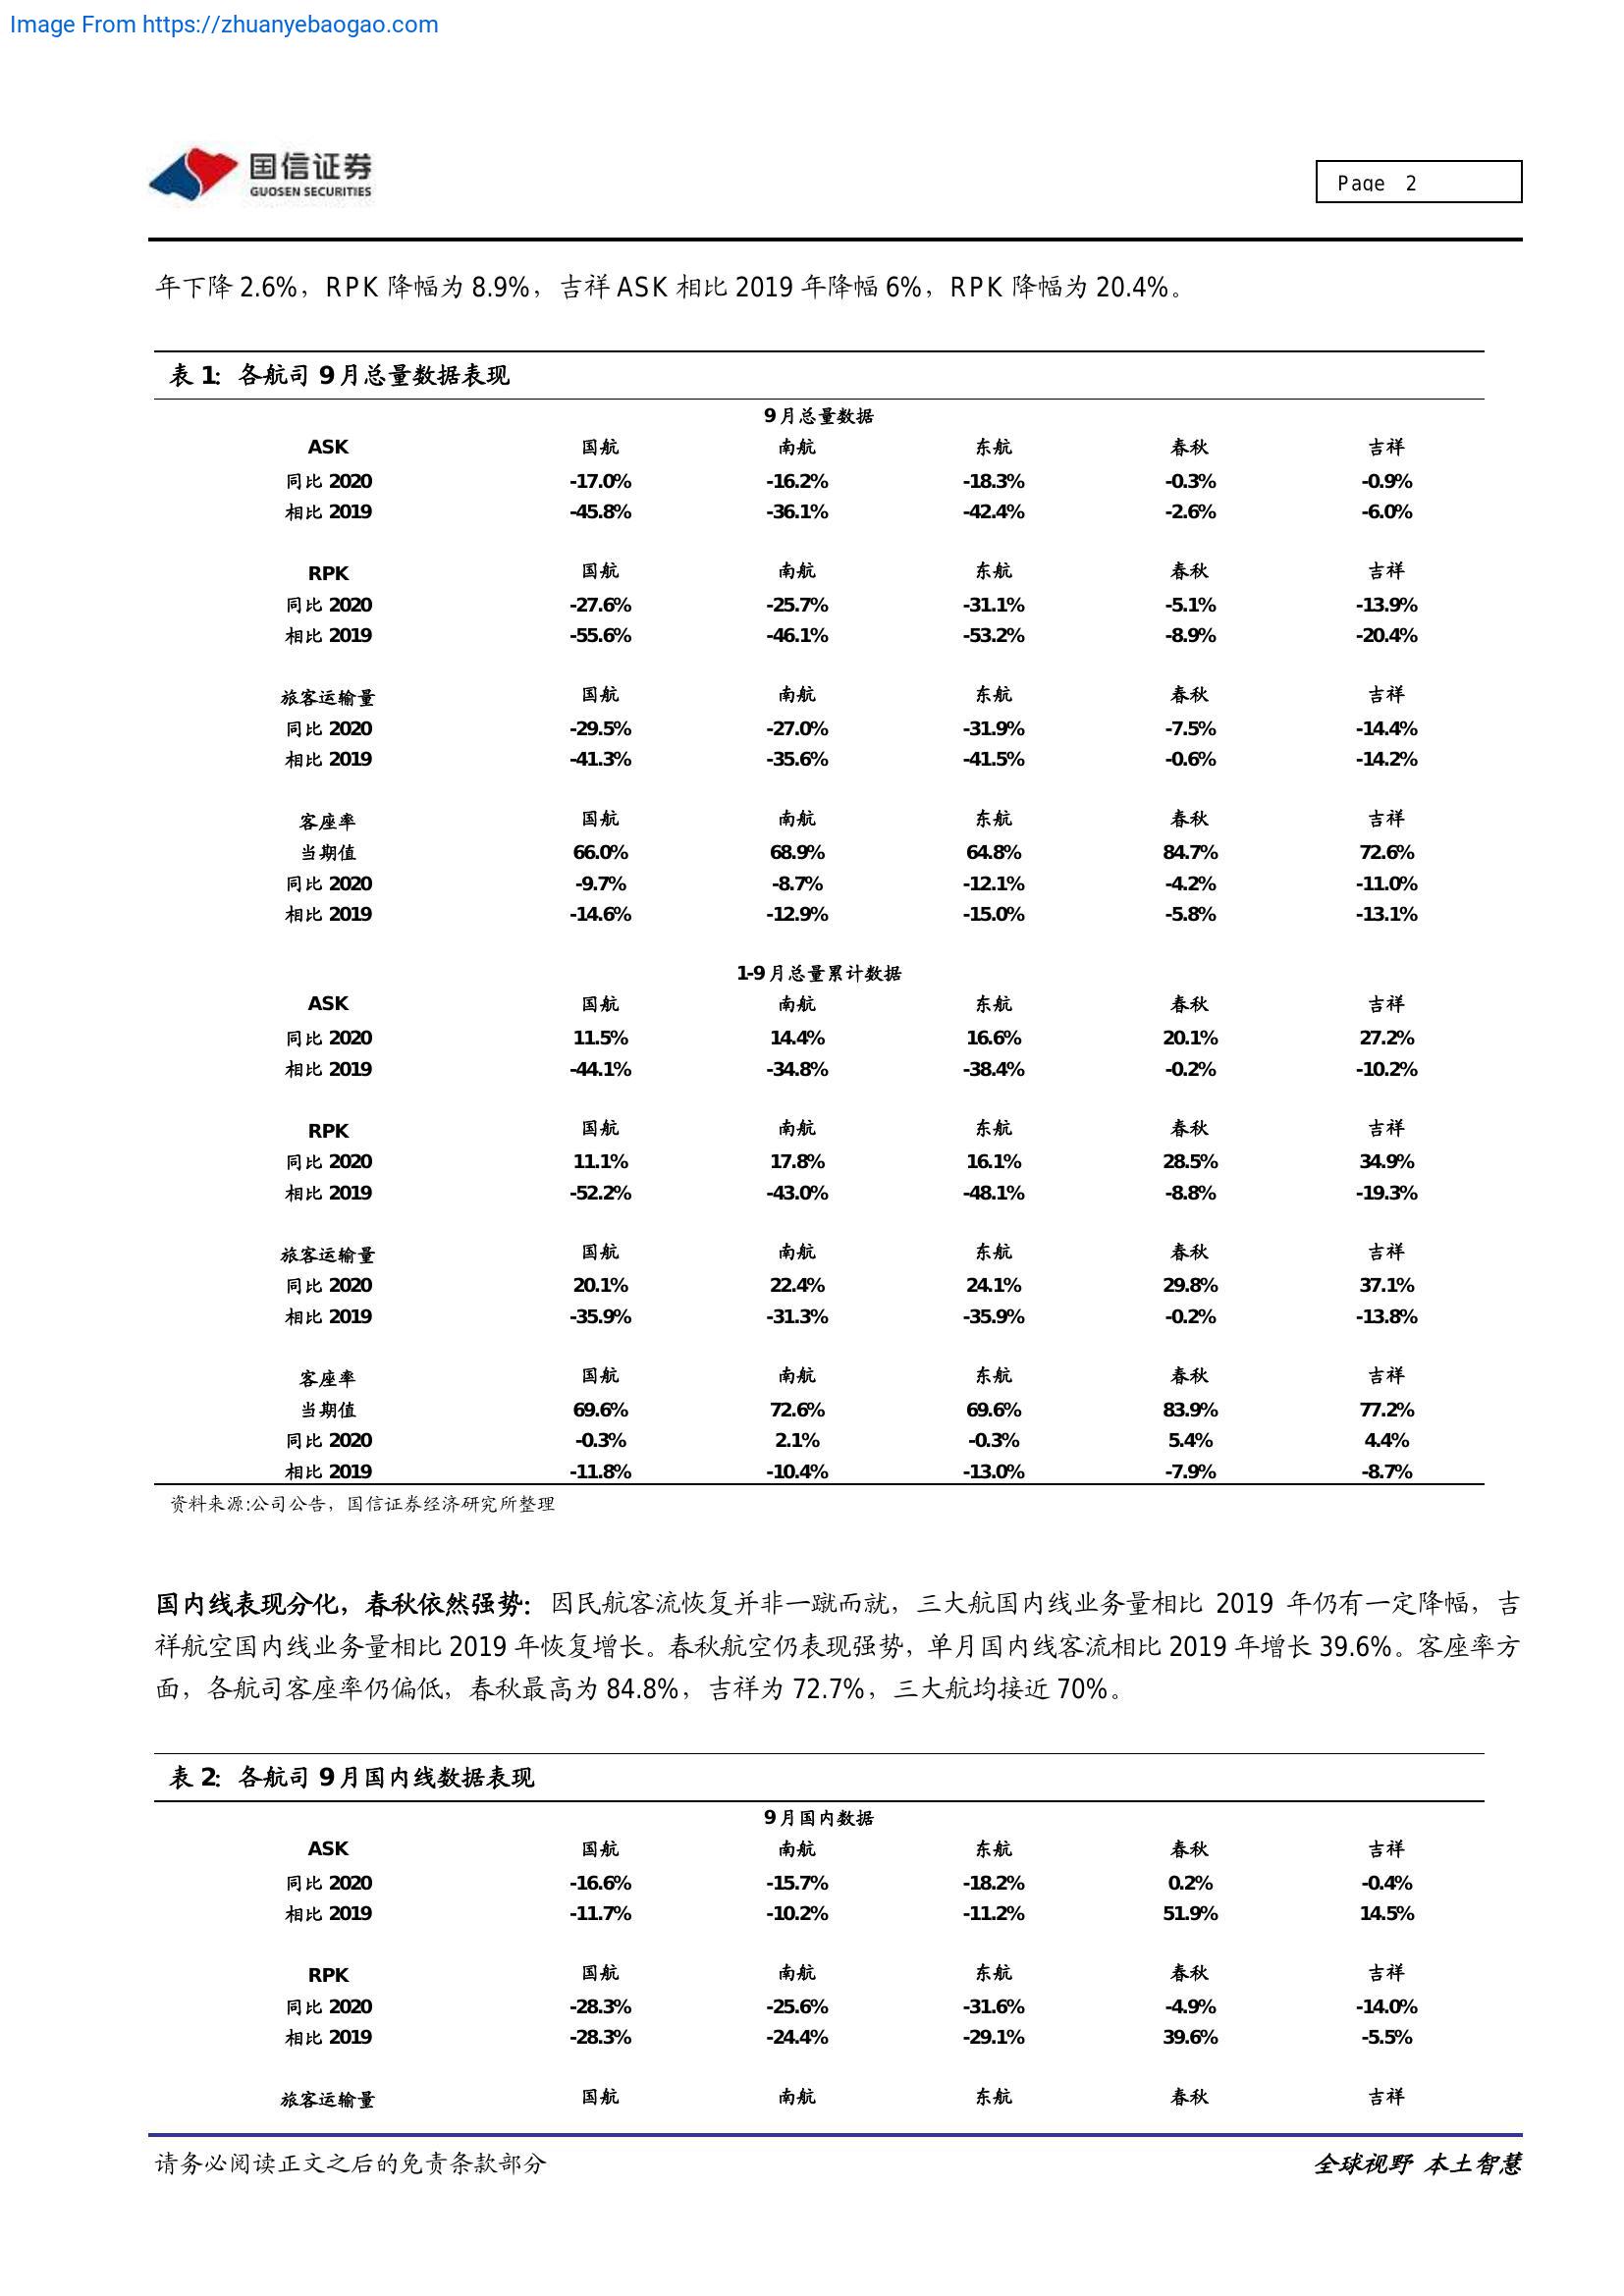 Image From https://zhuanyebaogao.com
国信证券
GUOSEN SECURITIES
Page 2
年下降 2.6%，RPK 降幅为 8.9%，吉祥 ASK 相比 2019 年降幅 6%，RPK 降幅为 20.4%。
表 1：各航司 9 月总量数据表现
9 月总量数据
ASK 国航 南航 东航 春秋 吉祥
同比 2020 -17.0% -16.2% -18.3% -0.3% -0.9%
相比 2019 -45.8% -36.1% -42.4% -2.6% -6.0%
RPK 国航 南航 东航 春秋 吉祥
同比 2020 -27.6% -25.7% -31.1% -5.1% -13.9%
相比 2019 -55.6% -46.1% -53.2% -8.9% -20.4%
旅客运输量 国航 南航 东航 春秋 吉祥
同比 2020 -29.5% -27.0% -31.9% -7.5% -14.4%
相比 2019 -41.3% -35.6% -41.5% -0.6% -14.2%
客座率 国航 南航 东航 春秋 吉祥
当期值 66.0% 68.9% 64.8% 84.7% 72.6%
同比 2020 -9.7% -8.7% -12.1% -4.2% -11.0%
相比 2019 -14.6% -12.9% -15.0% -5.8% -13.1%
1-9 月总量累计数据
ASK 国航 南航 东航 春秋 吉祥
同比 2020 11.5% 14.4% 16.6% 20.1% 27.2%
相比 2019 -44.1% -34.8% -38.4% -0.2% -10.2%
RPK 国航 南航 东航 春秋 吉祥
同比 2020 11.1% 17.8% 16.1% 28.5% 34.9%
相比 2019 -52.2% -43.0% -48.1% -8.8% -19.3%
旅客运输量 国航 南航 东航 春秋 吉祥
同比 2020 20.1% 22.4% 24.1% 29.8% 37.1%
相比 2019 -35.9% -31.3% -35.9% -0.2% -13.8%
客座率 国航 南航 东航 春秋 吉祥
当期值 69.6% 72.6% 69.6% 83.9% 77.2%
同比 2020 -0.3% 2.1% -0.3% 5.4% 4.4%
相比 2019 -11.8% -10.4% -13.0% -7.9% -8.7%
资料来源:公司公告，国信证券经济研究所整理
国内线表现分化，春秋依然强势：因民航客流恢复并非一蹴而就，三大航国内线业务量相比 2019 年仍有一定降幅，吉
祥航空国内线业务量相比 2019 年恢复增长。春秋航空仍表现强势，单月国内线客流相比 2019 年增长 39.6%。客座率方
面，各航司客座率仍偏低，春秋最高为 84.8%，吉祥为 72.7%，三大航均接近 70%。
表 2：各航司 9 月国内线数据表现
9 月国内数据
ASK 国航 南航 东航 春秋 吉祥
同比 2020 -16.6% -15.7% -18.2% 0.2% -0.4%
相比 2019 -11.7% -10.2% -11.2% 51.9% 14.5%
RPK 国航 南航 东航 春秋 吉祥
同比 2020 -28.3% -25.6% -31.6% -4.9% -14.0%
相比 2019 -28.3% -24.4% -29.1% 39.6% -5.5%
旅客运输量 国航 南航 东航 春秋 吉祥
请务必阅读正文之后的免责条款部分 全球视野 本土智慧